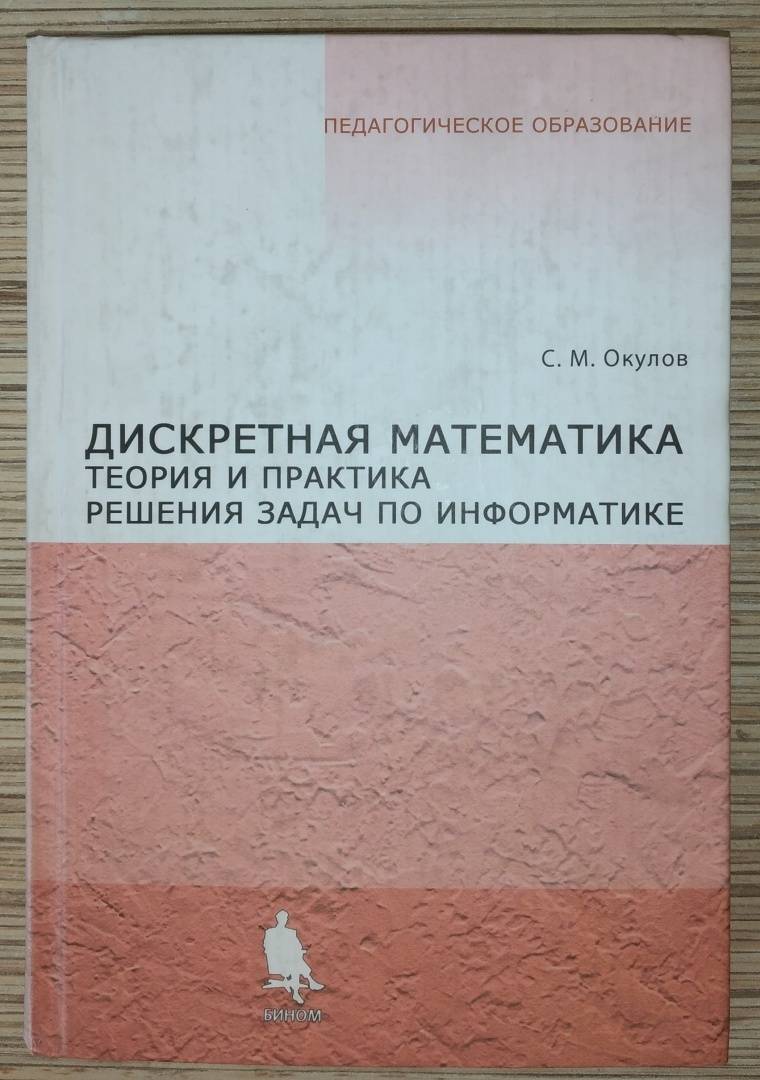 ПЕДАГОГИЧЕСКОЕ ОБРАЗОВАНИЕ
С. М. Окулов
ДИСКРЕТНАЯ МАТЕМАТИКА
ТЕОРИЯ И ПРАКТИКА
РЕШЕНИЯ ЗАДАЧ ПО ИНФОРМАТИКЕ
БИНОМ